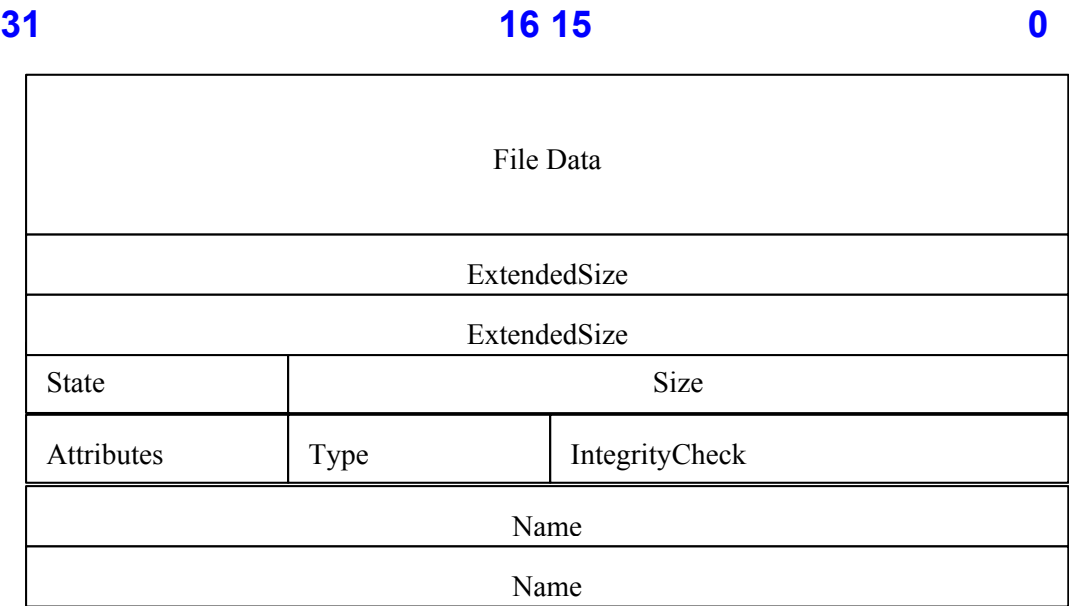 31 16 15 0
File Data
ExtendedSize
ExtendedSize
State Size
Attributes Type IntegrityCheck
Name
Name